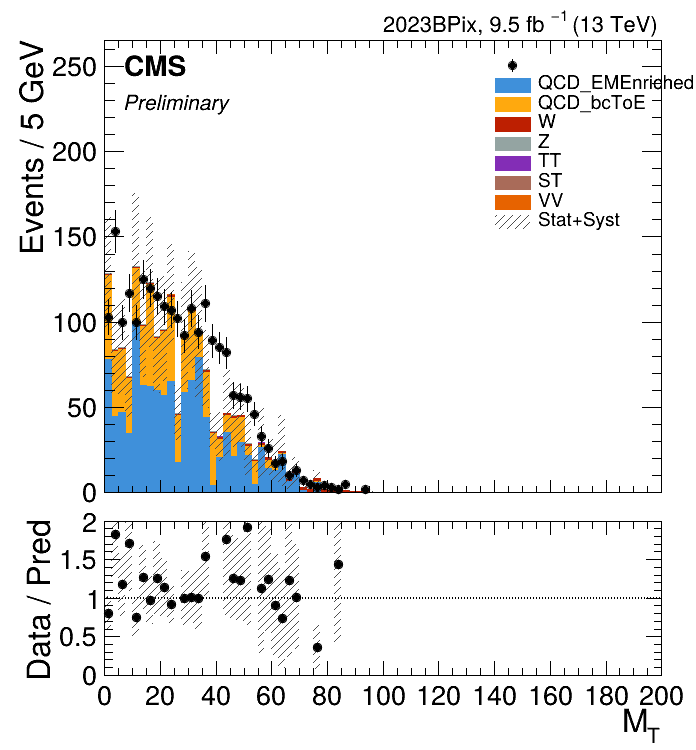 2023BPix, 9.5 fb⁻¹ (13 TeV)
Events / 5 GeV
250
200
150
100
50
0
CMS
Preliminary
QCD_EMEnriched
QCD_bcToE
W
Z
TT
ST
VV
Stat+Syst
Data / Pred
2
1.5
1
0.5
0
0 20 40 60 80 100 120 140 160 180 200
M_T